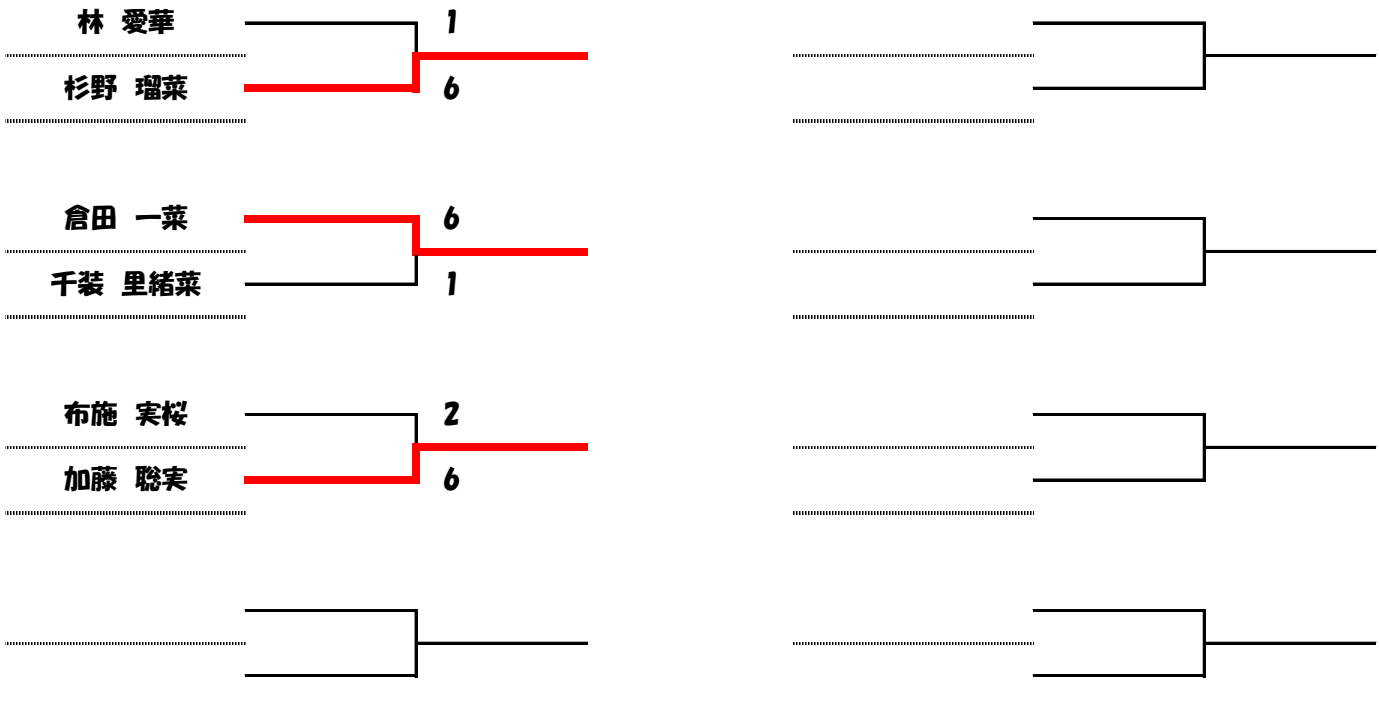 林 愛華 1
杉野 瑠菜 6
倉田 一菜 6
千装 里緒菜 1
布施 実桜 2
加藤 聡実 6